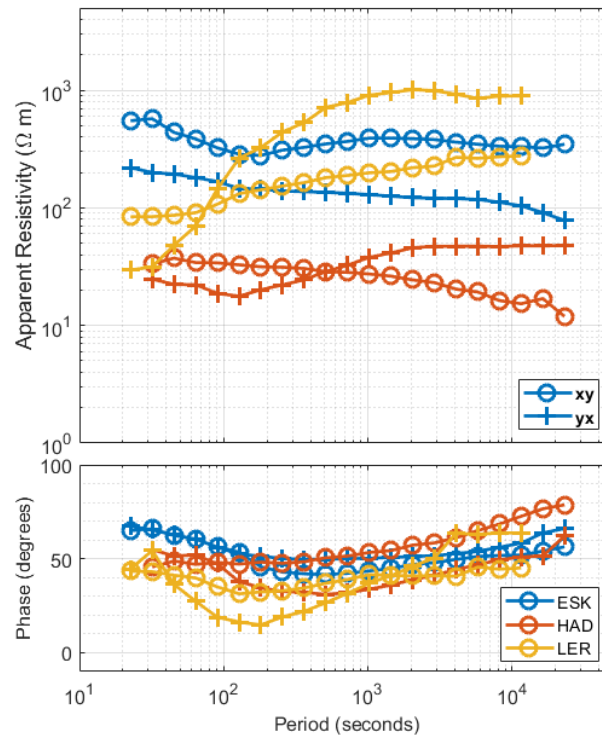 10³
10²
10¹
10⁰
Apparent Resistivity (Ω m)
xy
yx
100
50
0
Phase (degrees)
ESK
HAD
LER
10¹
10²
10³
10⁴
Period (seconds)